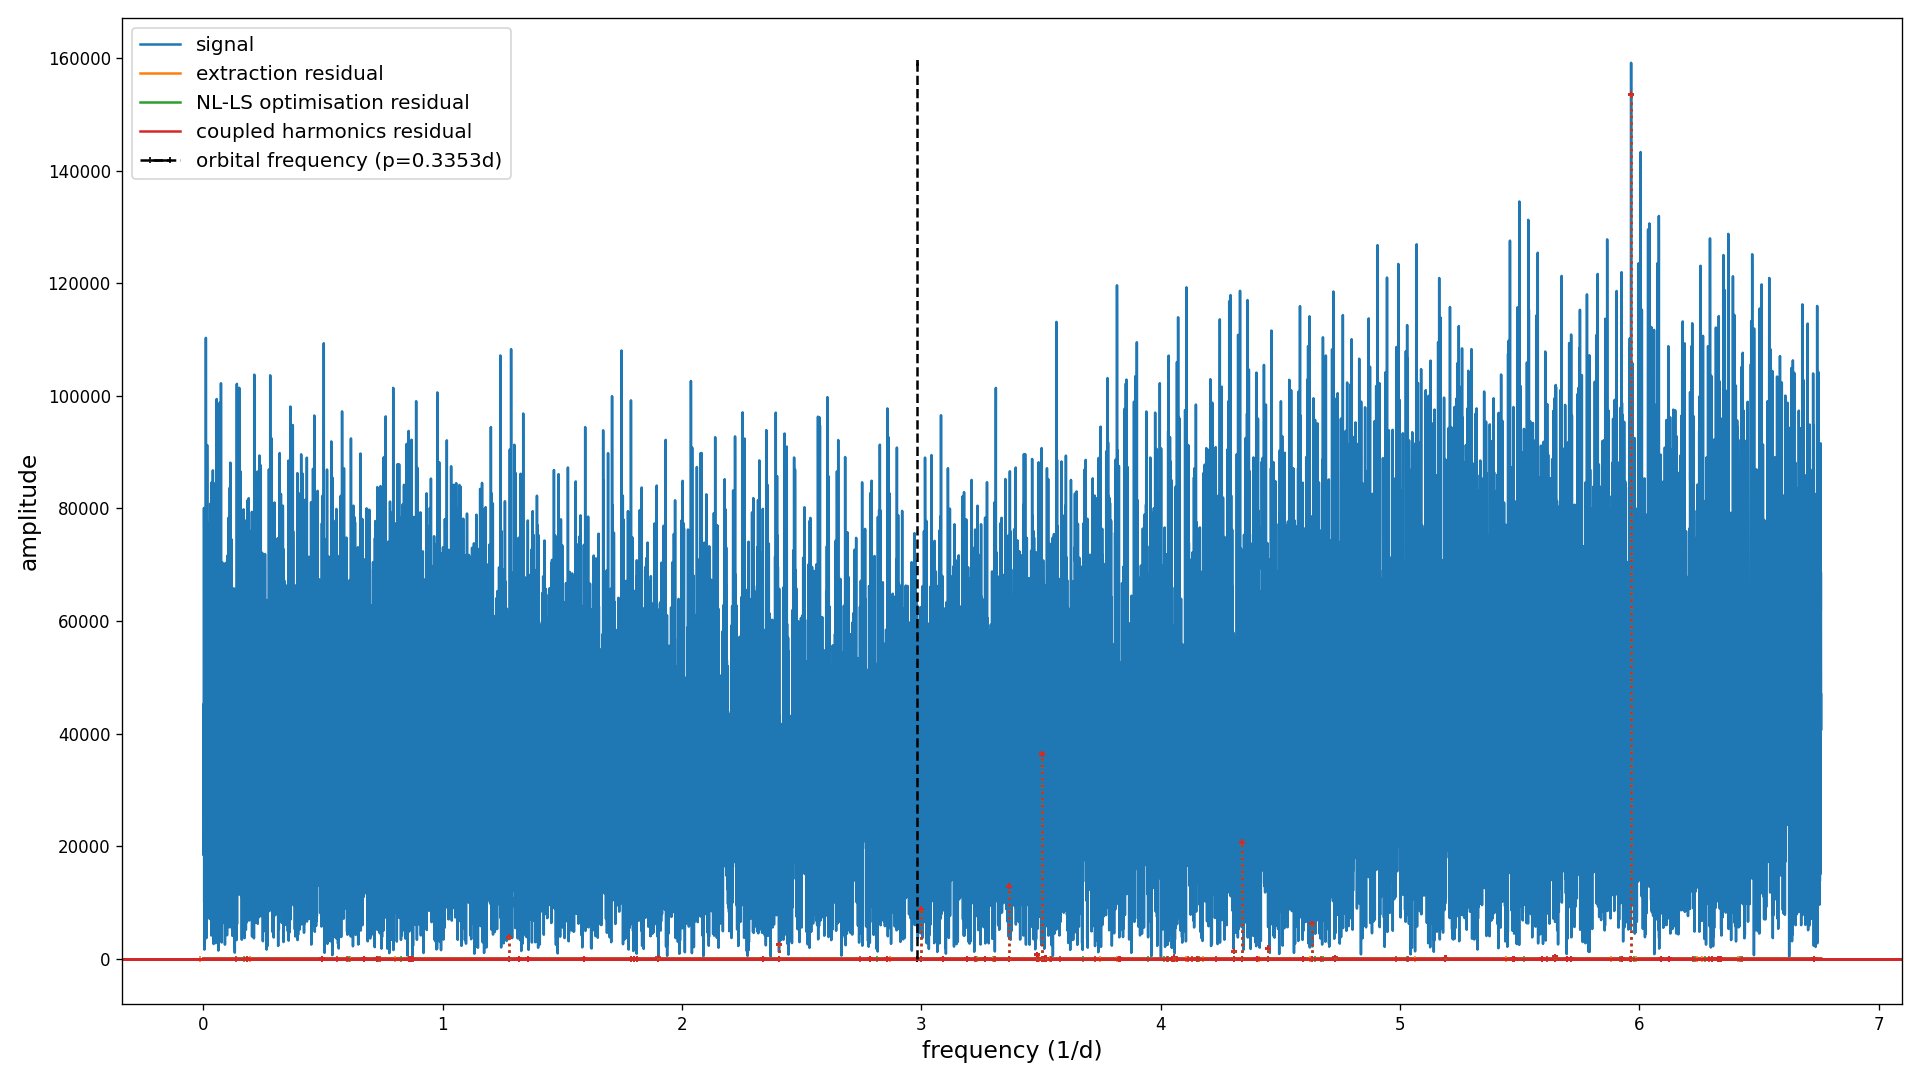 signal
extraction residual
NL-LS optimisation residual
coupled harmonics residual
orbital frequency (p=0.3353d)
160000
140000
120000
100000
80000
60000
40000
20000
0
amplitude
0 1 2 3 4 5 6 7
frequency (1/d)